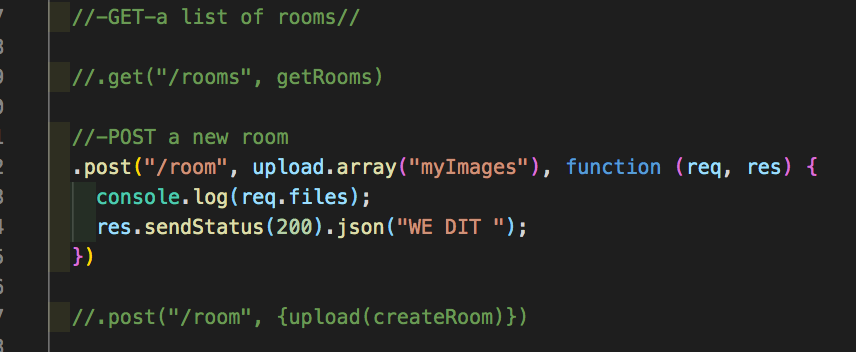 //-GET-a list of rooms//
//.get("/rooms", getRooms)
//-POST a new room
.post("/room", upload.array("myImages"), function (req, res) {
console.log(req.files);
res.sendStatus(200).json("WE DIT ");
})
//.post("/room", {upload(createRoom)})